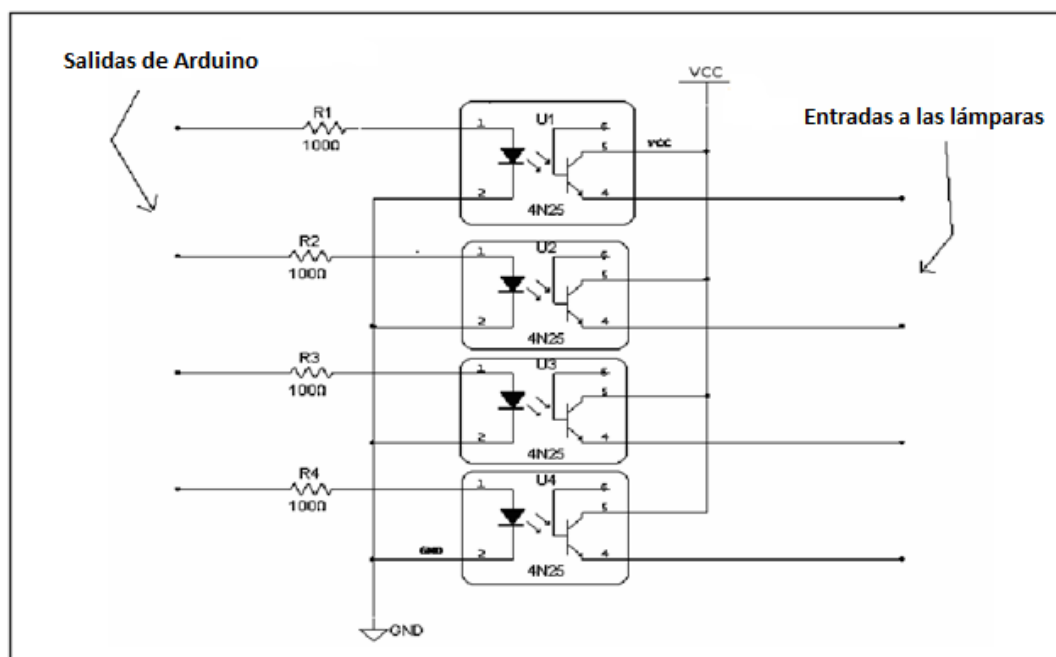 Salidas de Arduino
VCC
Entradas a las lámparas
R1
100Ω
1
2
U1
4N25
6
5
4
VCC
R2
100Ω
1
2
U2
4N25
6
5
4
R3
100Ω
1
2
U3
4N25
6
5
4
R4
100Ω
1
2
GND
U4
4N25
6
5
4
GND